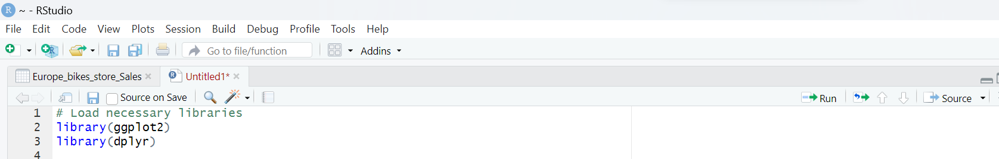 R ~ - RStudio
File Edit Code View Plots Session Build Debug Profile Tools Help
R Go to file/function Addins
Europe_bikes_store_Sales R Untitled1*
Source on Save Run Source
1 # Load necessary libraries
2 library(ggplot2)
3 library(dplyr)
4